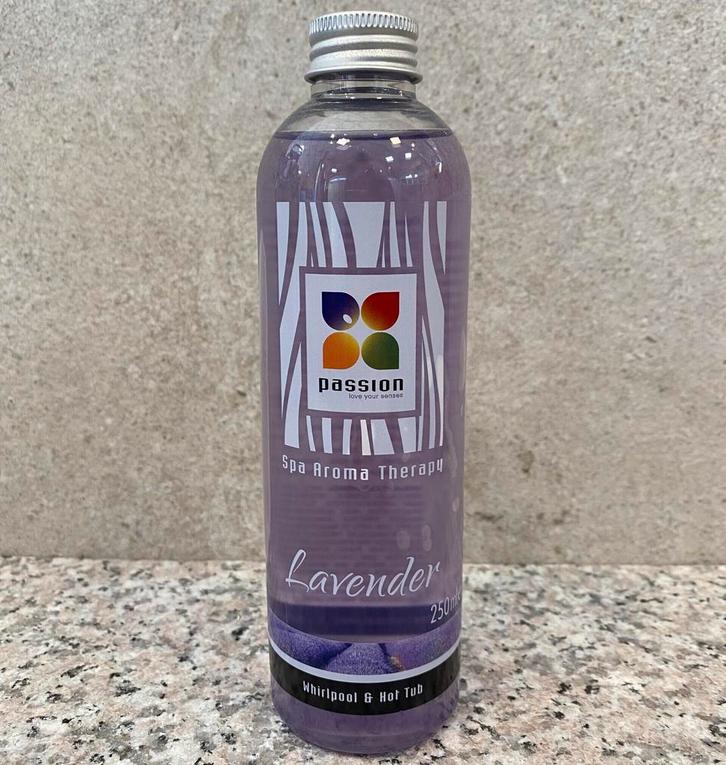 passion
love your senses
Spa Aroma Therapy
Lavender
250ml
Whirlpool & Hot Tub